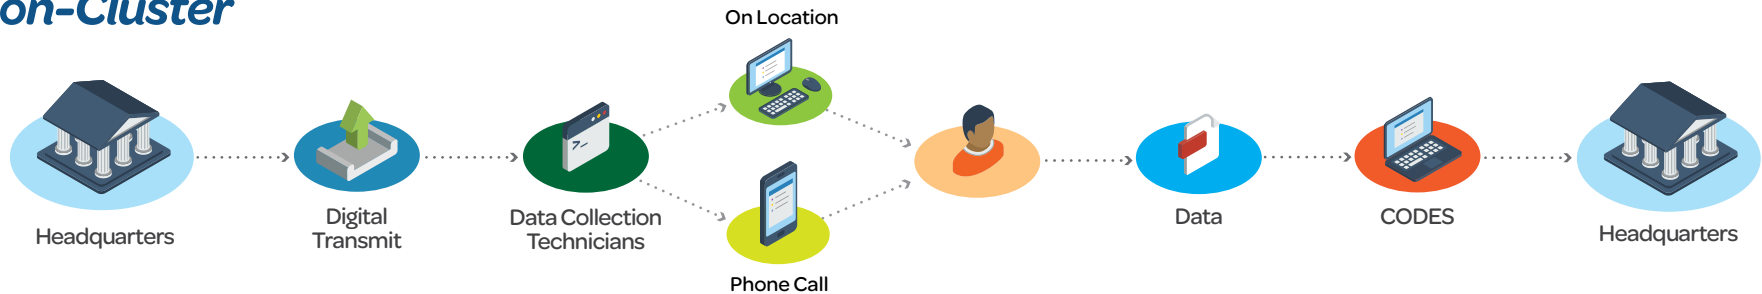 on-Cluster
On Location
Headquarters
Digital
Transmit
Data Collection
Technicians
Phone Call
Data
CODES
Headquarters